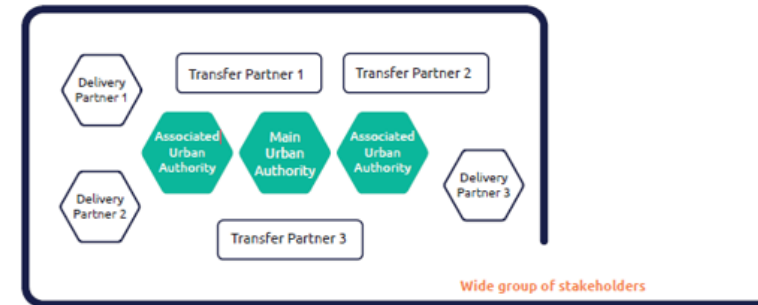 Delivery
Partner 1
Transfer Partner 1
Transfer Partner 2
Associated
Urban
Authority
Main
Urban
Authority
Associated
Urban
Authority
Delivery
Partner 2
Delivery
Partner 3
Transfer Partner 3
Wide group of stakeholders